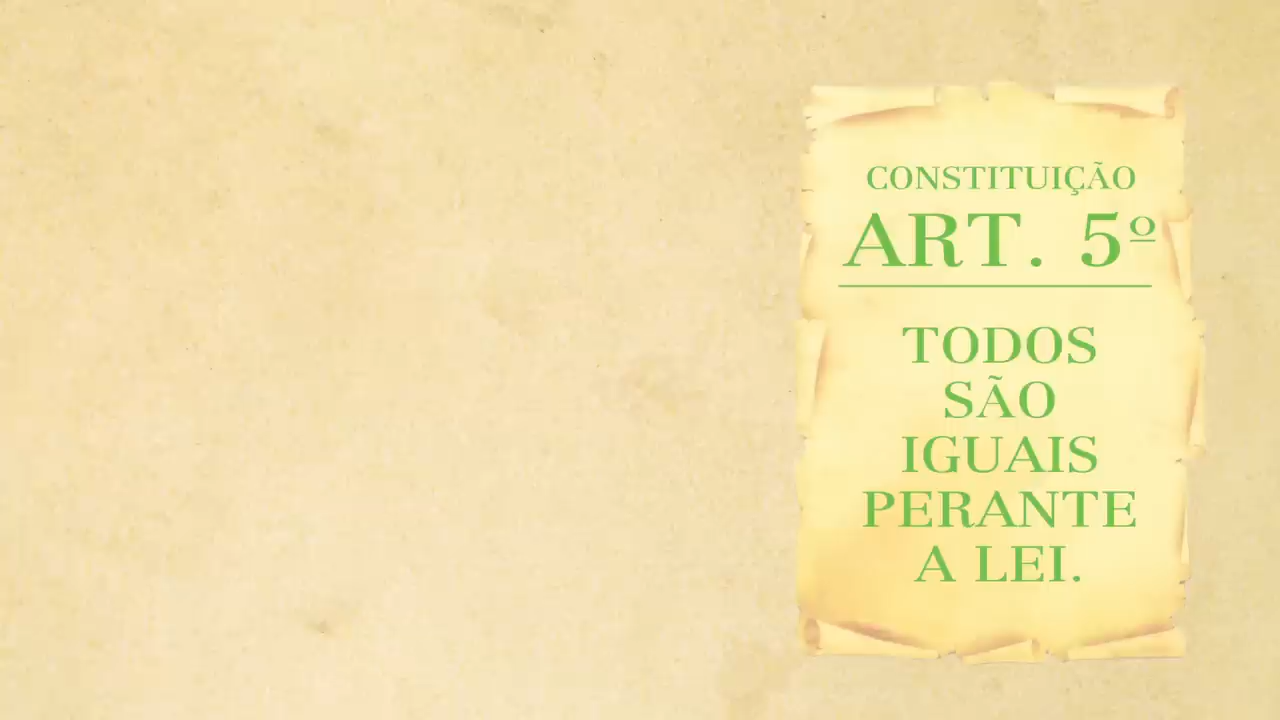 CONSTITUIÇÃO
ART. 5º
TODOS
SÃO
IGUAIS
PERANTE
A LEI.